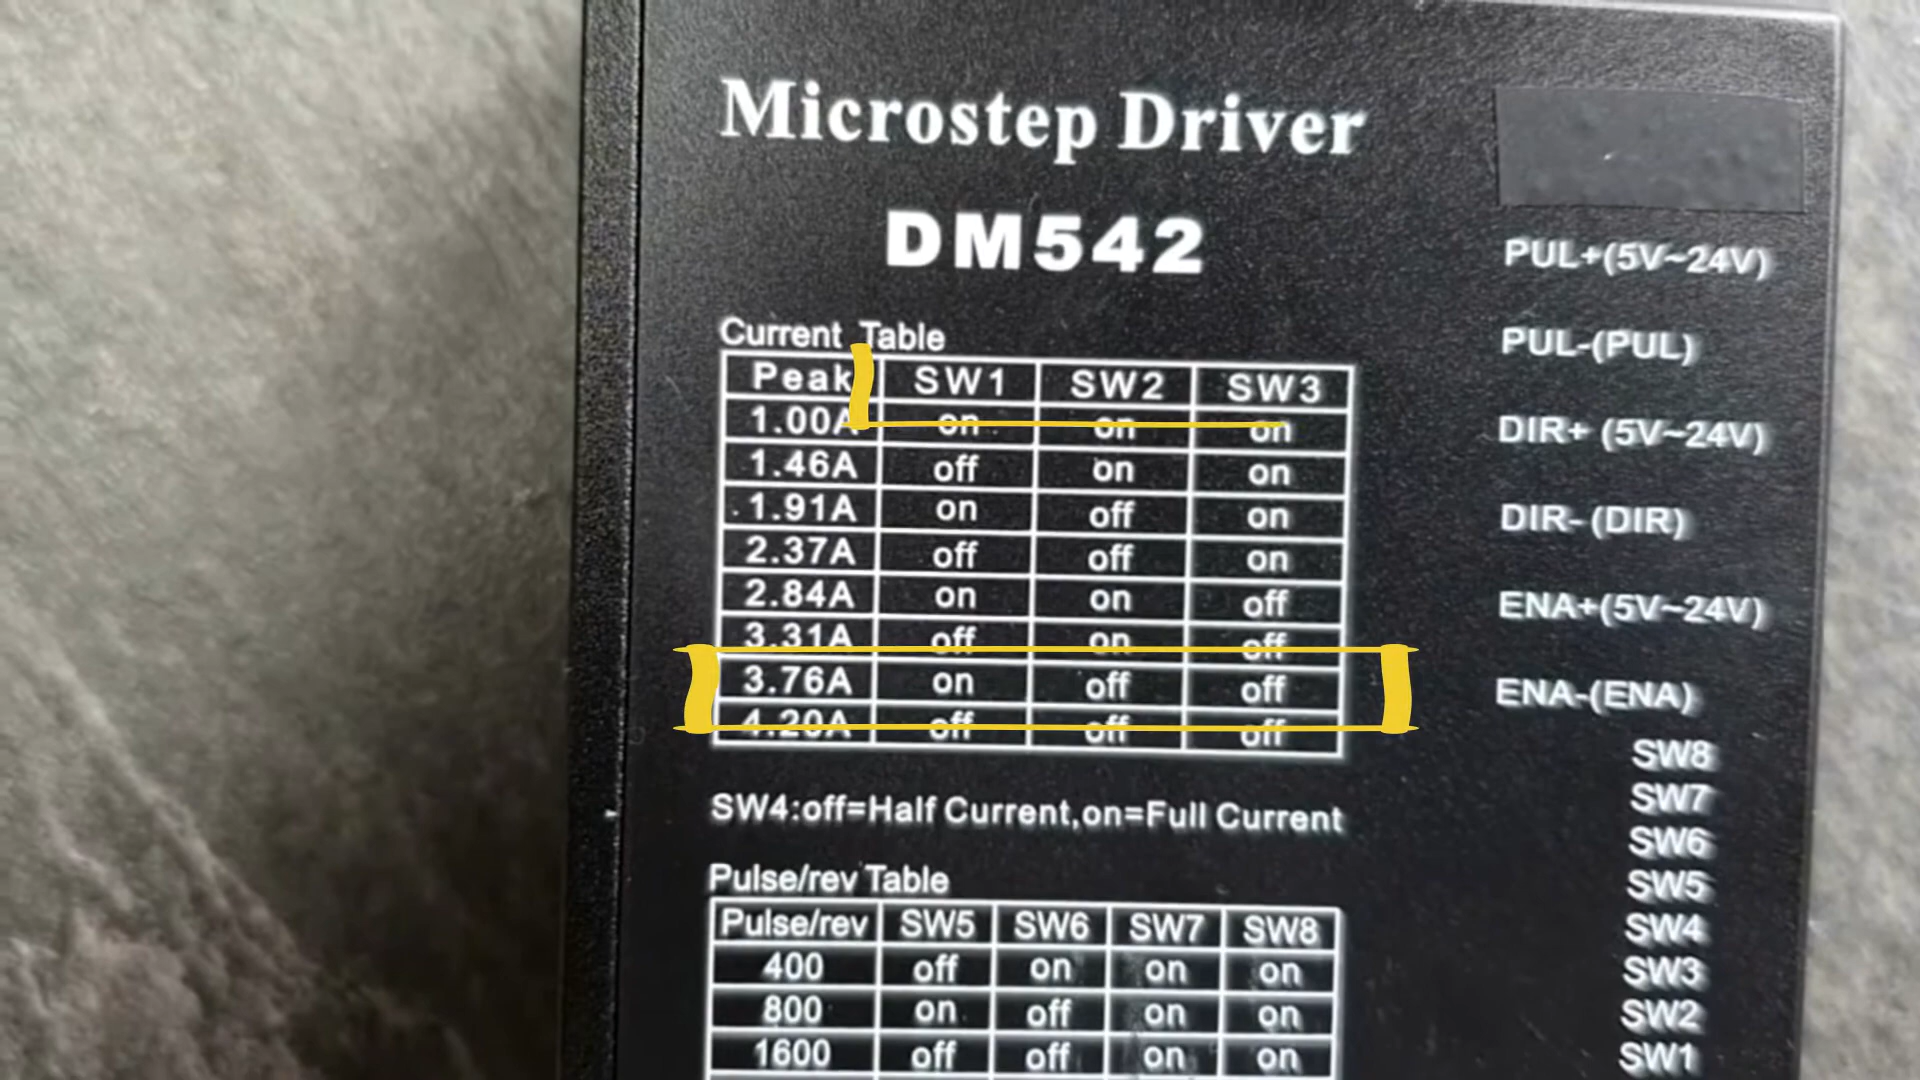 Microstep Driver
DM542
Current Table
Peak SW1 SW2 SW3
1.00A on on on
1.46A off on on
1.91A on off on
2.37A off off on
2.84A on on off
3.31A off on off
3.76A on off off
4.20A off off off
SW4:off=Half Current,on=Full Current
Pulse/rev Table
Pulse/rev SW5 SW6 SW7 SW8
400 off on on on
800 on off on on
1600 off off on on
PUL+(5V~24V)
PUL-(PUL)
DIR+ (5V~24V)
DIR- (DIR)
ENA+(5V~24V)
ENA-(ENA)
SW8
SW7
SW6
SW5
SW4
SW3
SW2
SW1